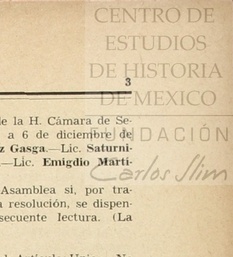 CENTRO DE
ESTUDIOS
DE HISTORIA
DE MEXICO
FUNDACIÓN
Carlos Slim
3
de la H. Cámara de Se-
a 6 de diciembre de
z Gasga.—Lic. Saturni-
.—Lic. Emigdio Martí-
Asamblea si, por tra-
a resolución, se dispen-
secuente lectura. (La